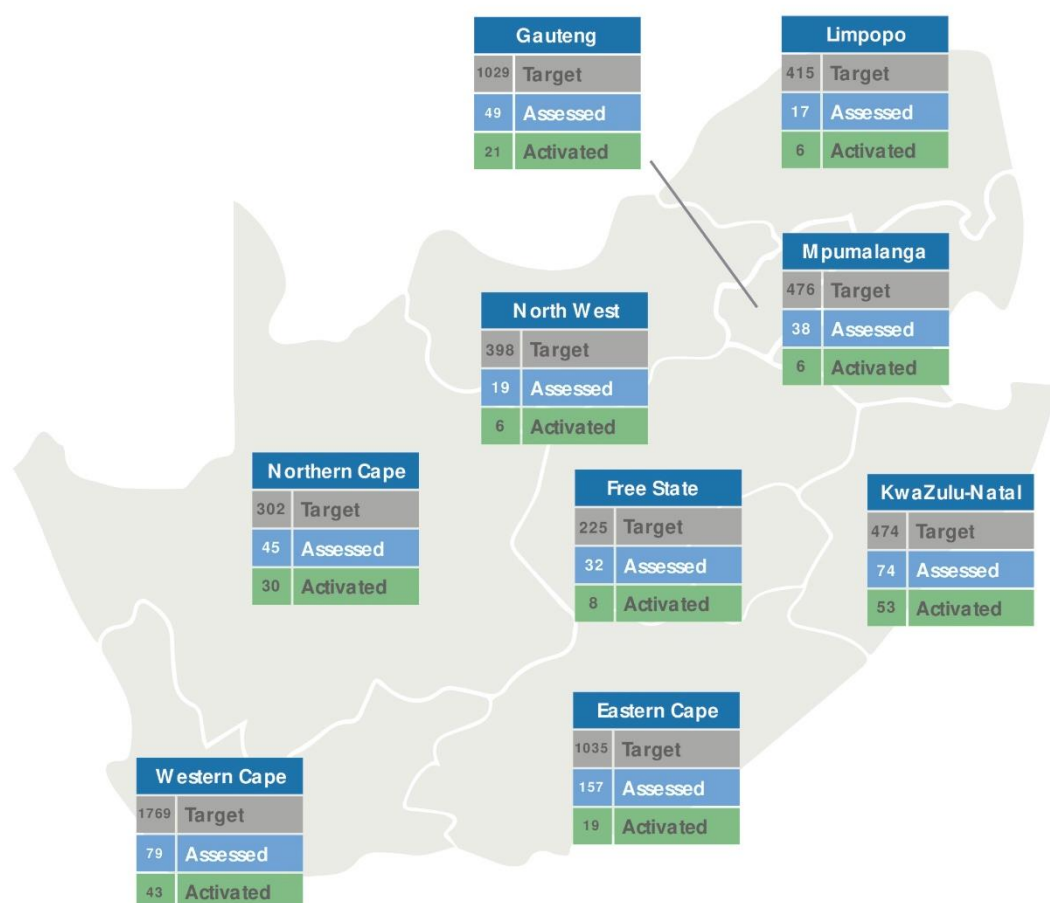 Gauteng
1029 Target
49 Assessed
21 Activated
Limpopo
415 Target
17 Assessed
6 Activated
Mpumalanga
476 Target
38 Assessed
6 Activated
North West
398 Target
19 Assessed
6 Activated
Northern Cape
302 Target
45 Assessed
30 Activated
Free State
225 Target
32 Assessed
8 Activated
KwaZulu-Natal
474 Target
74 Assessed
53 Activated
Eastern Cape
1035 Target
157 Assessed
19 Activated
Western Cape
1769 Target
79 Assessed
43 Activated